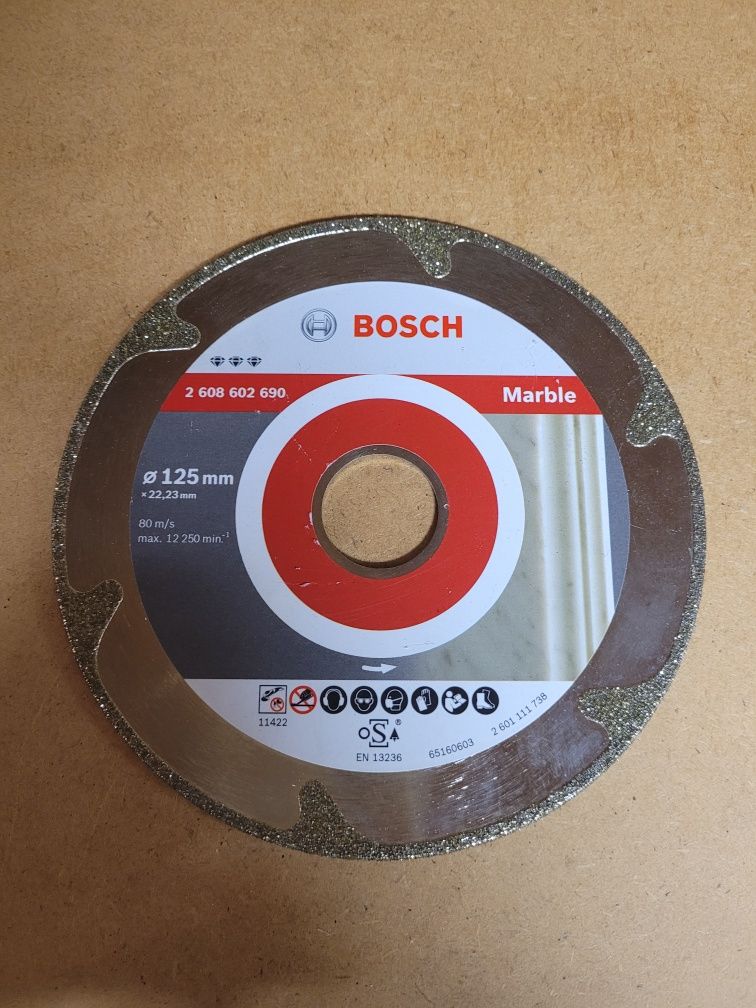 BOSCH
2 608 602 690
Marble
ø 125 mm
× 22,23 mm
80 m/s
max. 12 250 min.⁻¹
11422
oS®
EN 13236
65160603
2 601 111 738